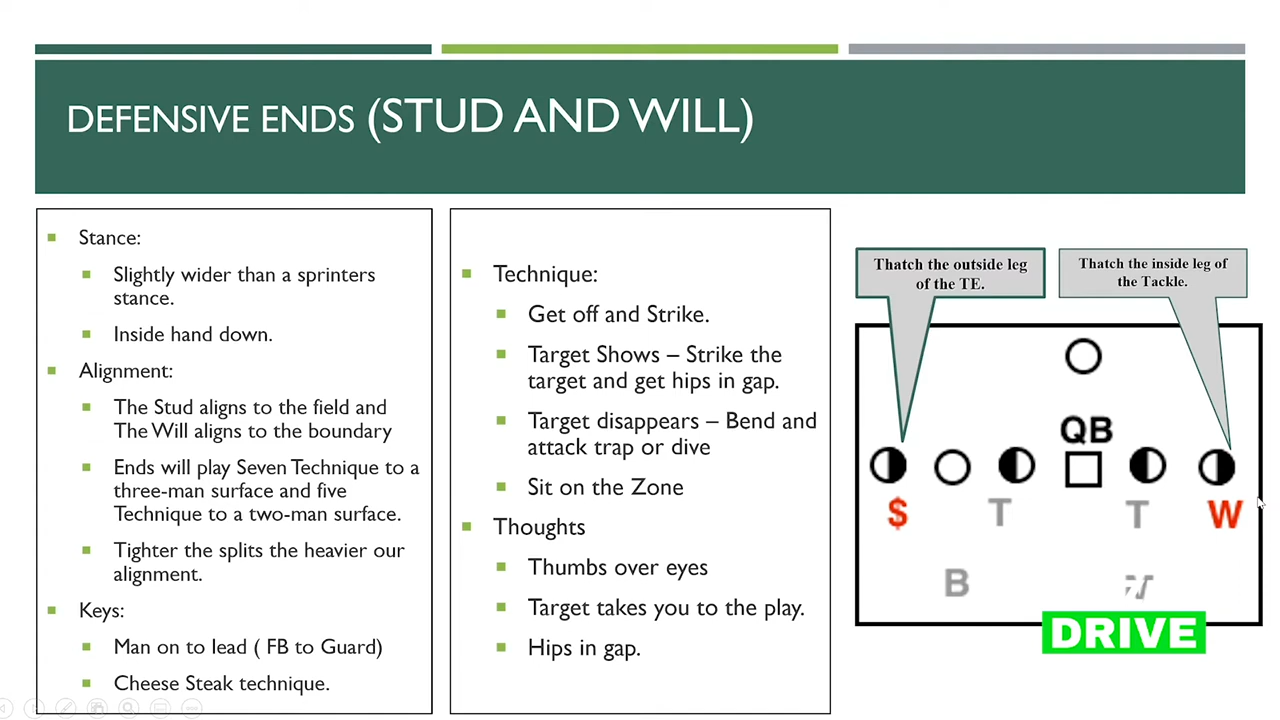 DEFENSIVE ENDS (STUD AND WILL)
Stance:
Slightly wider than a sprinters
stance.
Inside hand down.
Alignment:
The Stud aligns to the field and
The Will aligns to the boundary
Ends will play Seven Technique to a
three-man surface and five
Technique to a two-man surface.
Tighter the splits the heavier our
alignment.
Keys:
Man on to lead ( FB to Guard)
Cheese Steak technique.
Technique:
Get off and Strike.
Target Shows – Strike the
target and get hips in gap.
Target disappears – Bend and
attack trap or dive
Sit on the Zone
Thoughts
Thumbs over eyes
Target takes you to the play.
Hips in gap.
Thatch the outside leg
of the TE.
Thatch the inside leg of
the Tackle.
QB
$ T T W
B
DRIVE